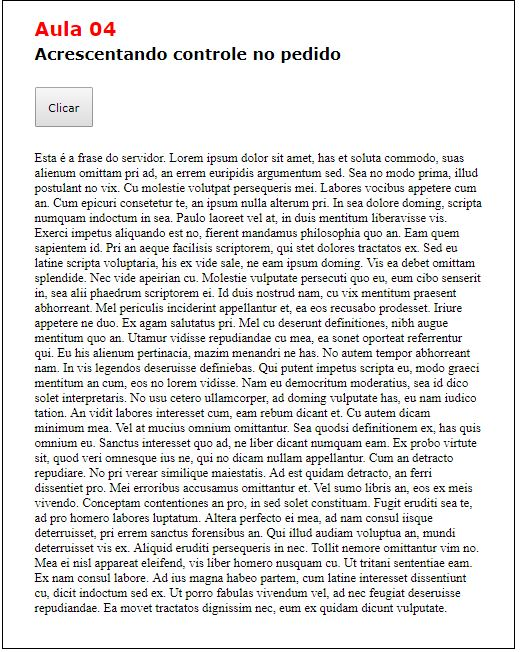 Aula 04
Acrescentando controle no pedido
Clicar
Esta é a frase do servidor. Lorem ipsum dolor sit amet, has et soluta commodo, suas
alienum omittam pri ad, an errem euripidis argumentum sed. Sea no modo prima, illud
postulant no vix. Cu molestie volutpat persequeris mei. Labores vocibus appetere cum
an. Cum epicuri consetetur te, an ipsum nulla alterum pri. In sea dolore doming, scripta
numquam indoctum in sea. Paulo laoreet vel at, in duis mentitum liberavisse vis.
Exerci impetus aliquando est no, fierent mandamus philosophia quo an. Eam quem
sapientem id. Pri an aeque facilisis scriptorem, qui stet dolores tractatos ex. Sed eu
latine scripta voluptaria, his ex vide sale, ne eam ipsum doming. Vis ea debet omittam
splendide. Nec vide apeirian cu. Molestie vulputate persecuti quo eu, eum cibo senserit
in, sea alii phaedrum scriptorem ei. Id duis nostrud nam, cu vix mentitum praesent
abhorreant. Mel periculis inciderint appellantur et, ea eos recusabo prodesset. Iriure
appetere ne duo. Ex agam salutatus pri. Mel cu deserunt definitiones, nibh augue
mentitum quo an. Utamur vidisse repudiandae cu mea, ea sonet oporteat referrentur
qui. Eu his alienum pertinacia, mazim menandri ne has. No autem tempor abhorreant
nam. In vis legendos deseruisse definiebas. Qui putent impetus scripta eu, modo graeci
mentitum an cum, eos no lorem vidisse. Nam eu democritum moderatius, sea id dico
solet interpretaris. No usu cetero ullamcorper, ad doming vulputate has, eu nam iudico
tation. An vidit labores interesset cum, eam rebum dicant et. Cu autem dicam
minimum mea. Vel at mucius omnium omittantur. Sea quodsi definitionem ex, has quis
omnium eu. Sanctus interesset quo ad, ne liber dicant numquam eam. Ex probo virtute
sit, quod veri omnesque ius ne, qui no dicam nullam appellantur. Cum an detracto
repudiare. No pri verear similique maiestatis. Ad est quidam detracto, an ferri
dissentiet pro. Mei erroribus accusamus omittantur et. Vel sumo libris an, eos ex meis
vivendo. Conceptam contentiones an pro, in sed solet constituam. Fugit eruditi sea te,
ad pro homero labores luptatum. Altera perfecto ei mea, ad nam consul iisque
deterruisset, pri errem sanctus forensibus an. Qui illud audiam voluptua an, mundi
deterruisset vis ex. Aliquid eruditi persequeris in nec. Tollit nemore omittantur vim no.
Mea ei nisl appareat eleifend, vis liber homero nusquam cu. Ut tritani sententiae eam.
Ex nam consul labore. Ad ius magna habeo partem, cum latine interesset dissentiunt
cu, dicit indoctum sed ex. Ut porro fabulas vivendum vel, ad nec feugiat deseruisse
repudiandae. Ea movet tractatos dignissim nec, eum ex quidam dicunt vulputate.